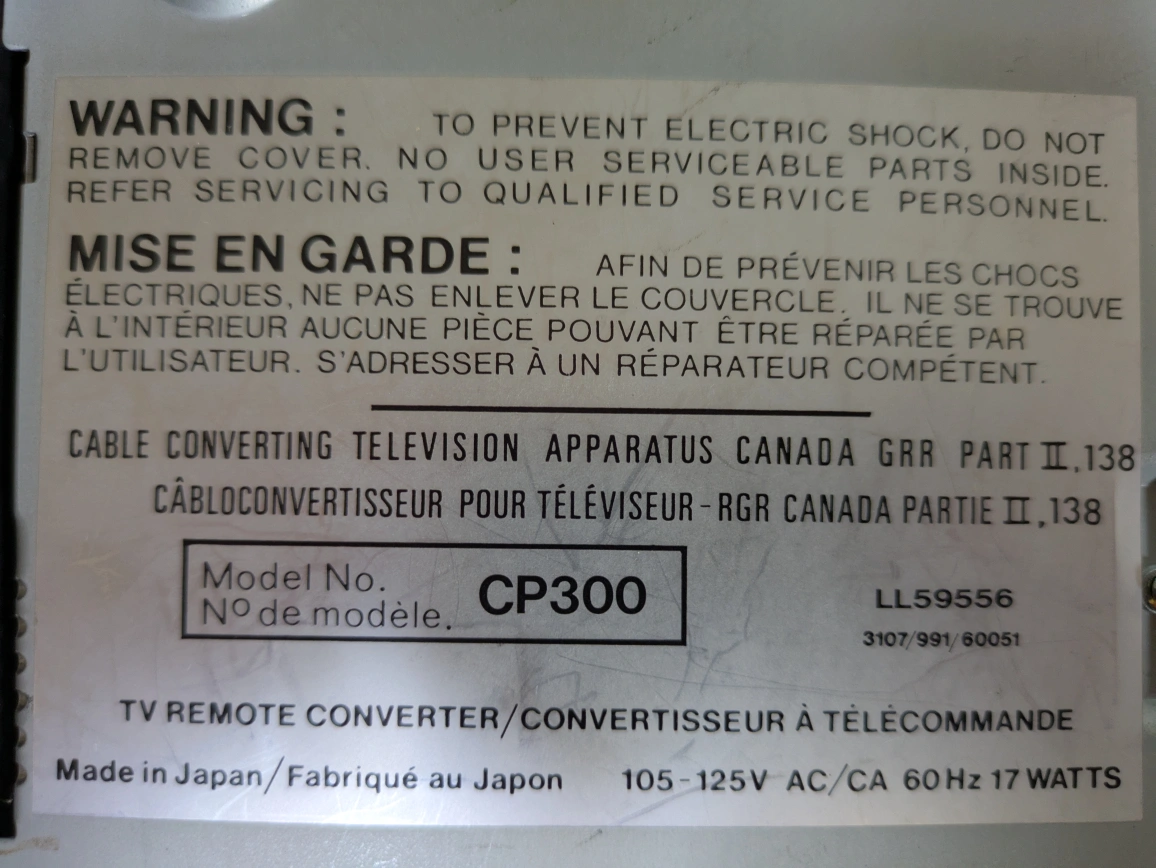 WARNING : TO PREVENT ELECTRIC SHOCK, DO NOT
REMOVE COVER. NO USER SERVICEABLE PARTS INSIDE.
REFER SERVICING TO QUALIFIED SERVICE PERSONNEL.
MISE EN GARDE : AFIN DE PRÉVENIR LES CHOCS
ÉLECTRIQUES, NE PAS ENLEVER LE COUVERCLE. IL NE SE TROUVE
À L'INTÉRIEUR AUCUNE PIÈCE POUVANT ÊTRE RÉPARÉE PAR
L'UTILISATEUR. S'ADRESSER À UN RÉPARATEUR COMPÉTENT.
CABLE CONVERTING TELEVISION APPARATUS CANADA GRR PART II,138
CÂBLOCONVERTISSEUR POUR TÉLÉVISEUR-RGR CANADA PARTIE II,138
Model No.
Nº de modèle. CP300
LL59556
3107/991/60051
TV REMOTE CONVERTER/CONVERTISSEUR À TÉLÉCOMMANDE
Made in Japan/Fabriqué au Japon 105-125V AC/CA 60Hz 17 WATTS